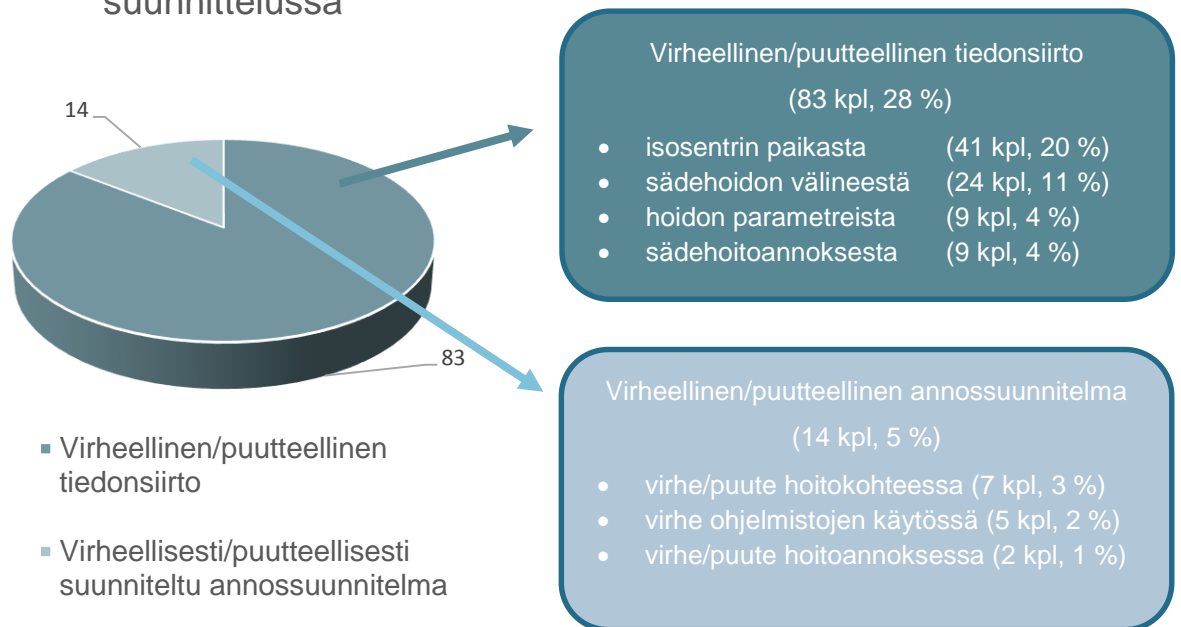 suunnittelussa
14
83
▪ Virheellinen/puutteellinen
tiedonsiirto
▪ Virheellisesti/puutteellisesti
suunniteltu annossuunnitelma
Virheellinen/puutteellinen tiedonsiirto
(83 kpl, 28 %)
• isosentrin paikasta (41 kpl, 20 %)
• sädehoidon välineestä (24 kpl, 11 %)
• hoidon parametreista (9 kpl, 4 %)
• sädehoitoannoksesta (9 kpl, 4 %)
Virheellinen/puutteellinen annossuunnitelma
(14 kpl, 5 %)
• virhe/puute hoitokohteessa (7 kpl, 3 %)
• virhe ohjelmistojen käytössä (5 kpl, 2 %)
• virhe/puute hoitoannoksessa (2 kpl, 1 %)